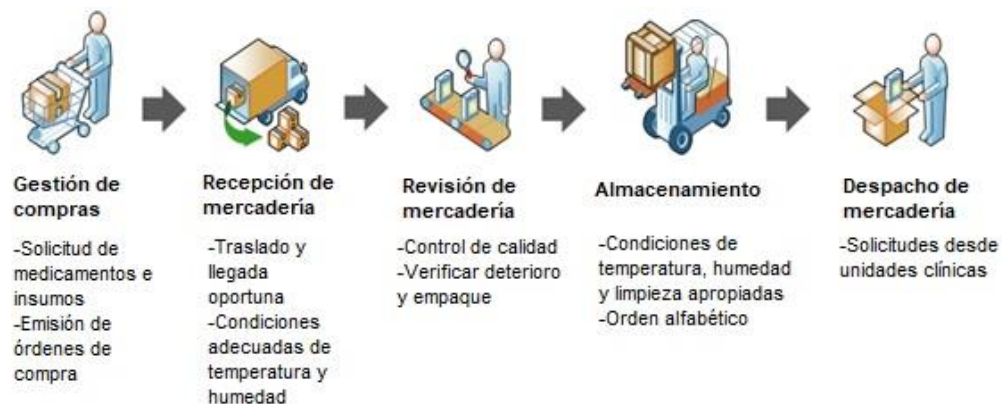 Gestión de
compras
-Solicitud de
medicamentos e
insumos
-Emisión de
órdenes de
compra
Recepción de
mercadería
-Traslado y
llegada
oportuna
-Condiciones
adecuadas de
temperatura y
humedad
Revisión de
mercadería
-Control de calidad
-Verificar deterioro
y empaque
Almacenamiento
-Condiciones de
temperatura, humedad
y limpieza apropiadas
-Orden alfabético
Despacho de
mercadería
-Solicitudes desde
unidades clínicas